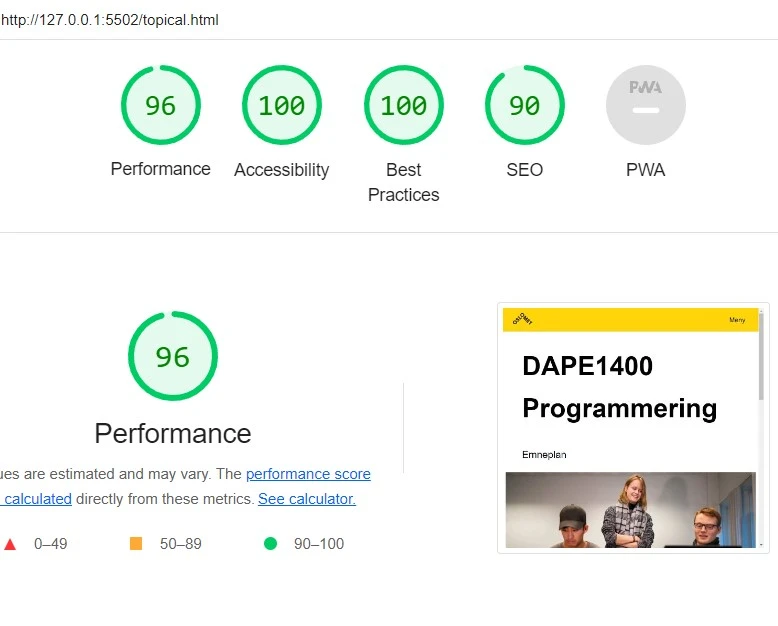 http://127.0.0.1:5502/topical.html
96
100
100
90
PWA
Performance
Accessibility
Best
Practices
SEO
PWA
96
Performance
ues are estimated and may vary. The performance score
calculated directly from these metrics. See calculator.
0–49
50–89
90–100
OSLOMET
Meny
DAPE1400
Programmering
Emneplan